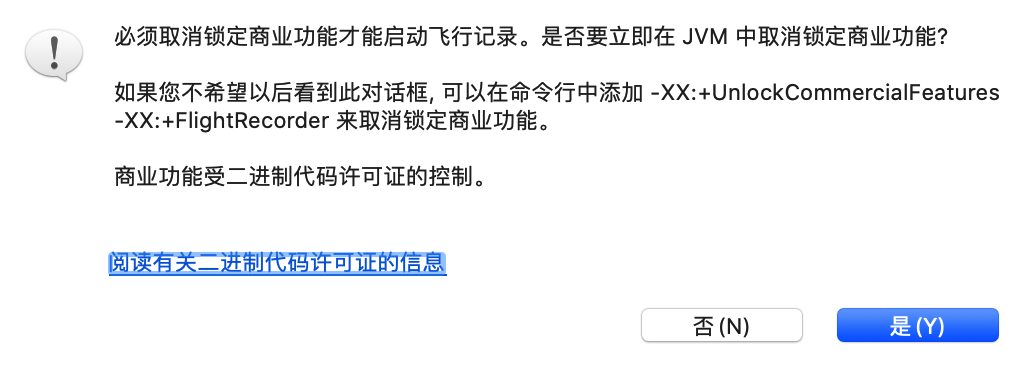 必须取消锁定商业功能才能启动飞行记录。是否要立即在 JVM 中取消锁定商业功能?
如果您不希望以后看到此对话框, 可以在命令行中添加 -XX:+UnlockCommercialFeatures
-XX:+FlightRecorder 来取消锁定商业功能。
商业功能受二进制代码许可证的控制。
阅读有关二进制代码许可证的信息
否(N)
是(Y)